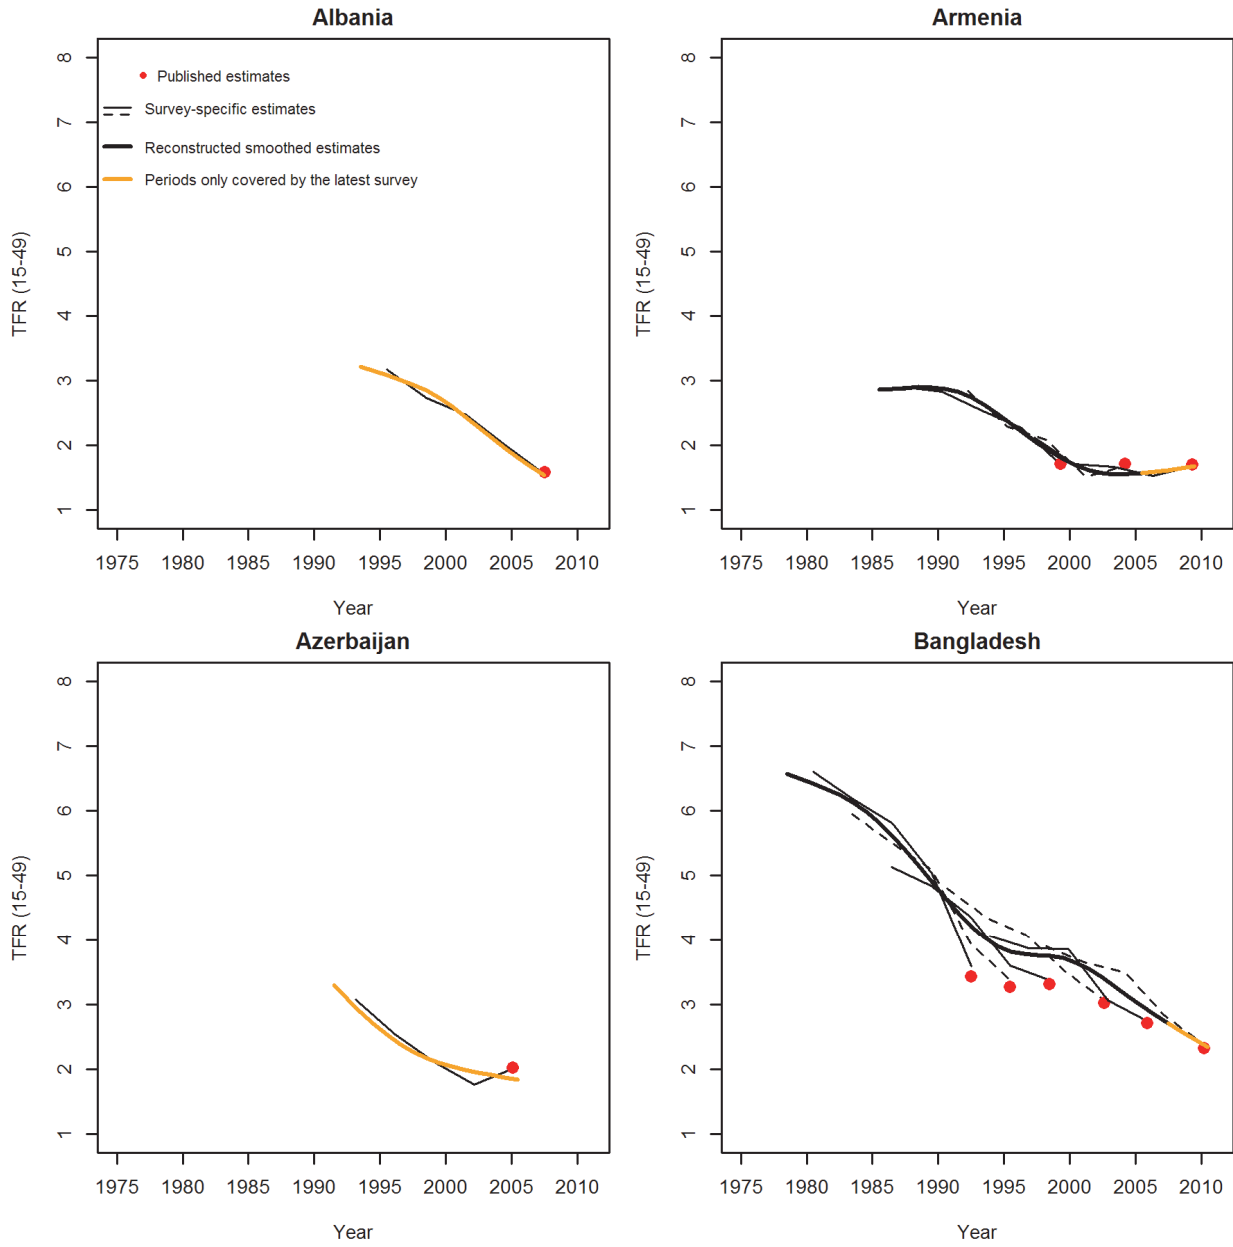 Albania
8
7
6
5
4
3
2
1
TFR (15-49)
Published estimates
Survey-specific estimates
Reconstructed smoothed estimates
Periods only covered by the latest survey
1975 1980 1985 1990 1995 2000 2005 2010
Year
Armenia
8
7
6
5
4
3
2
1
TFR (15-49)
1975 1980 1985 1990 1995 2000 2005 2010
Year
Azerbaijan
8
7
6
5
4
3
2
1
TFR (15-49)
1975 1980 1985 1990 1995 2000 2005 2010
Year
Bangladesh
8
7
6
5
4
3
2
1
TFR (15-49)
1975 1980 1985 1990 1995 2000 2005 2010
Year